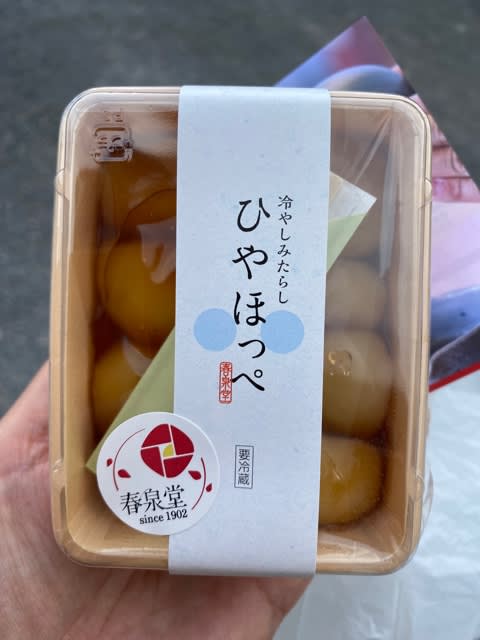 冷やしみたらし
ひやほっぺ
春泉堂
要冷蔵
春泉堂
since 1902